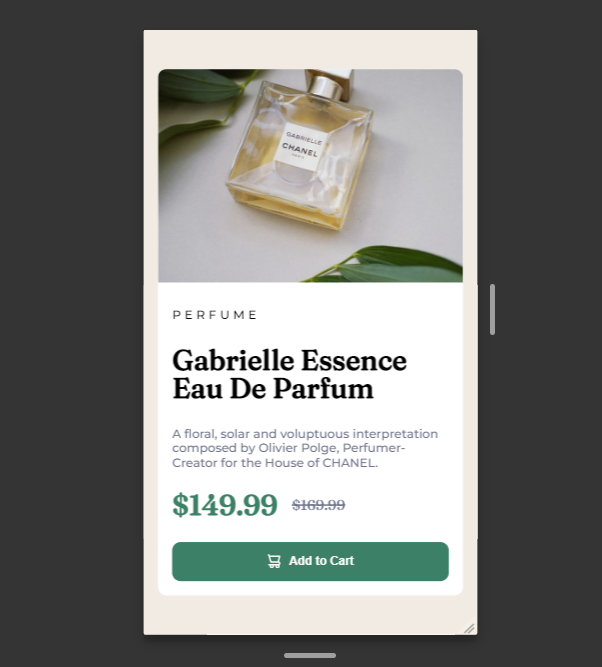 GABRIELLE
CHANEL
PARIS
PERFUME
Gabrielle Essence
Eau De Parfum
A floral, solar and voluptuous interpretation
composed by Olivier Polge, Perfumer-
Creator for the House of CHANEL.
$149.99 $169.99
Add to Cart